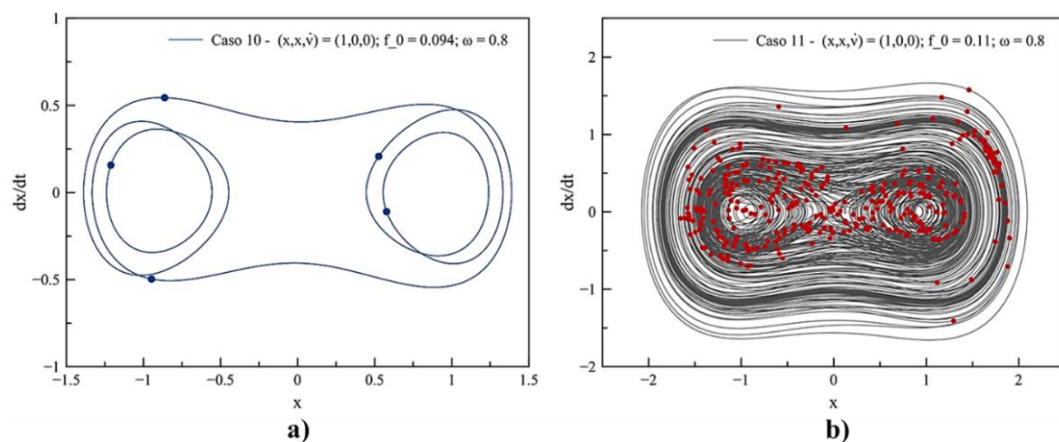 Caso 10 - (x,x,v̇) = (1,0,0); f_0 = 0.094; ω = 0.8
1
0.5
0
−0.5
−1
dx/dt
−1.5
−1
−0.5
0
0.5
1
1.5
x
a)
Caso 11 - (x,x,v̇) = (1,0,0); f_0 = 0.11; ω = 0.8
2
1
0
−1
−2
dx/dt
−2
−1
0
1
2
x
b)